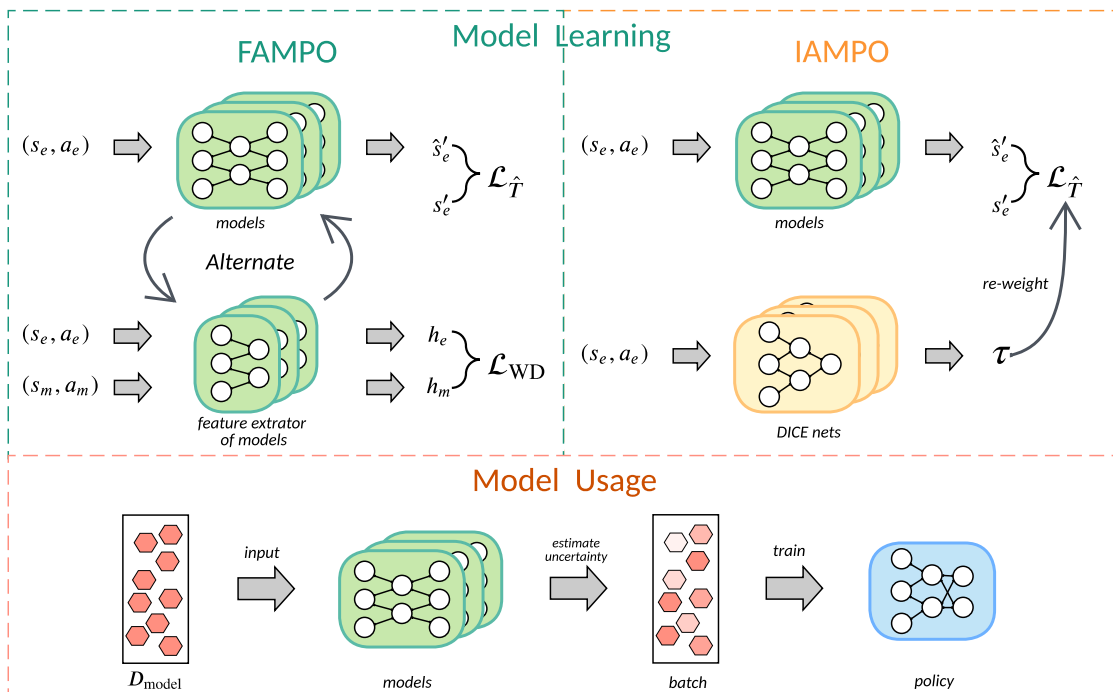 Model Learning
FAMPO
IAMPO
(s_e, a_e)
models
ŝ'_e
s'_e
ℒ_T̂
Alternate
(s_e, a_e)
(s_m, a_m)
feature extrator
of models
h_e
h_m
ℒ_WD
(s_e, a_e)
models
ŝ'_e
s'_e
ℒ_T̂
re-weight
(s_e, a_e)
DICE nets
τ
Model Usage
D_model
input
models
estimate
uncertainty
batch
train
policy